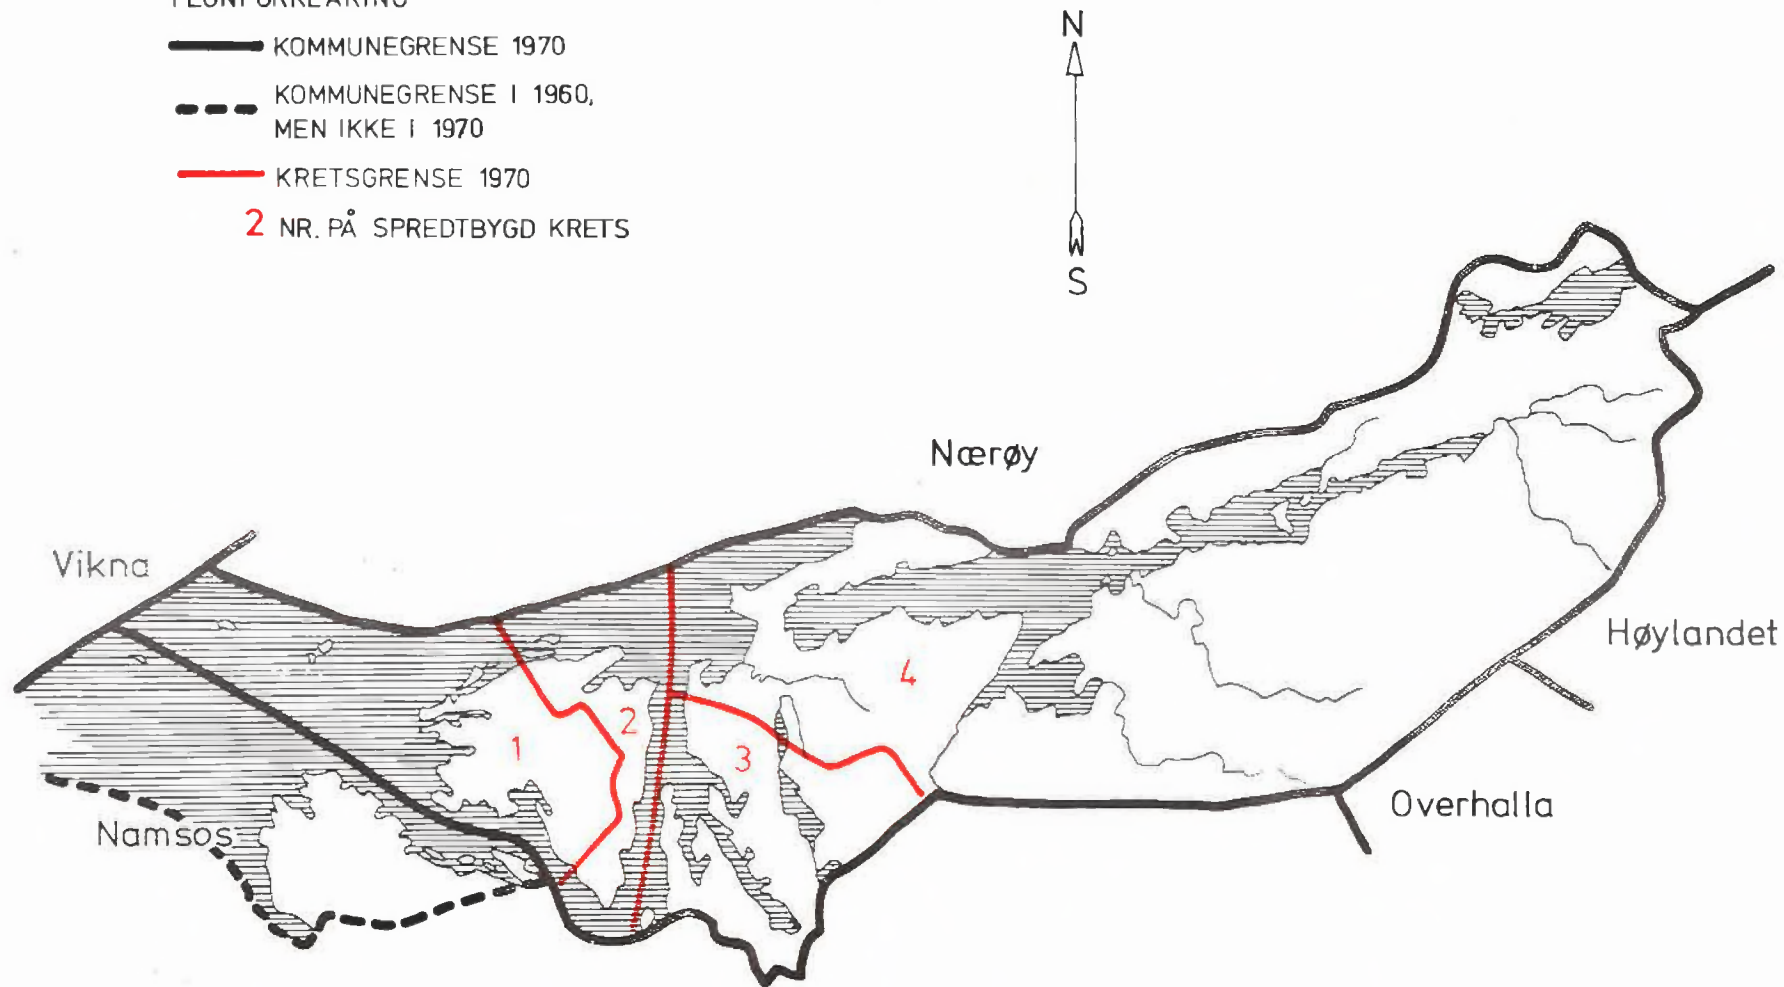 KOMMUNEGRENSE 1970
KOMMUNEGRENSE I 1960,
MEN IKKE I 1970
KRETSGRENSE 1970
2 NR. PÅ SPREDTBYGD KRETS
N
S
Nærøy
Vikna
Høylandet
4
2
1
3
Overhalla
Namsos